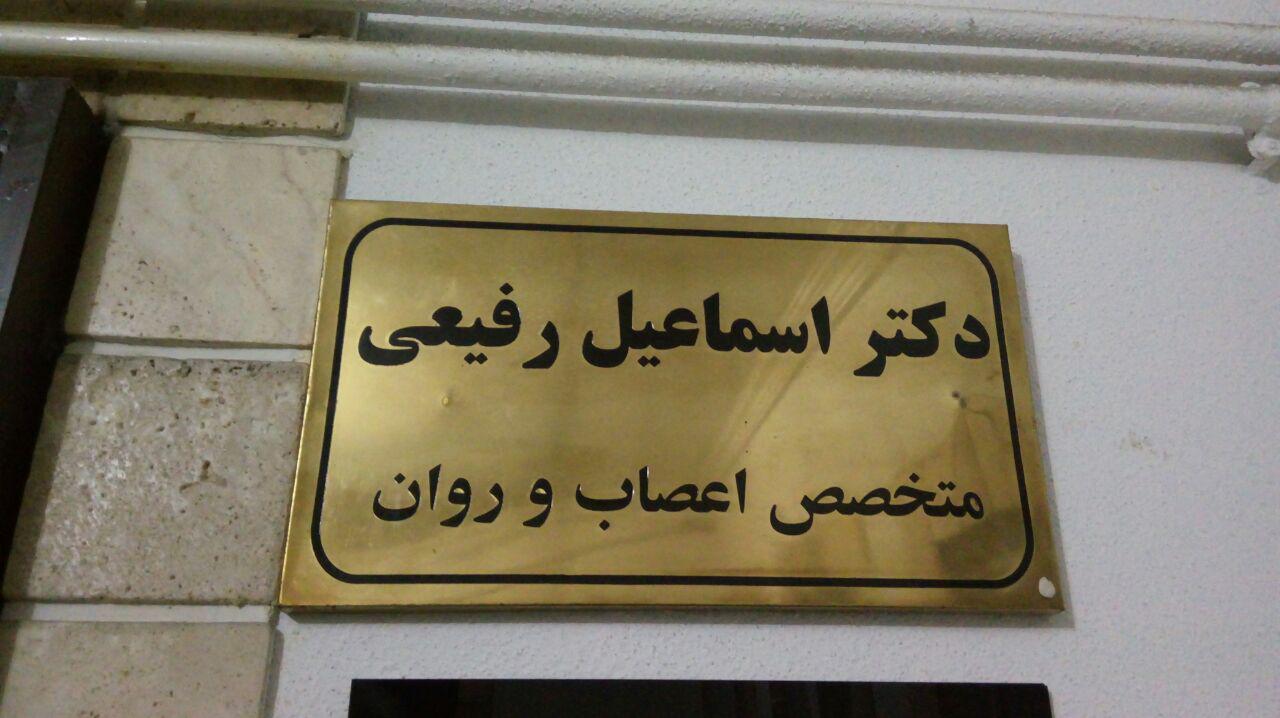 دکتر اسماعیل رفیعی
متخصص اعصاب و روان